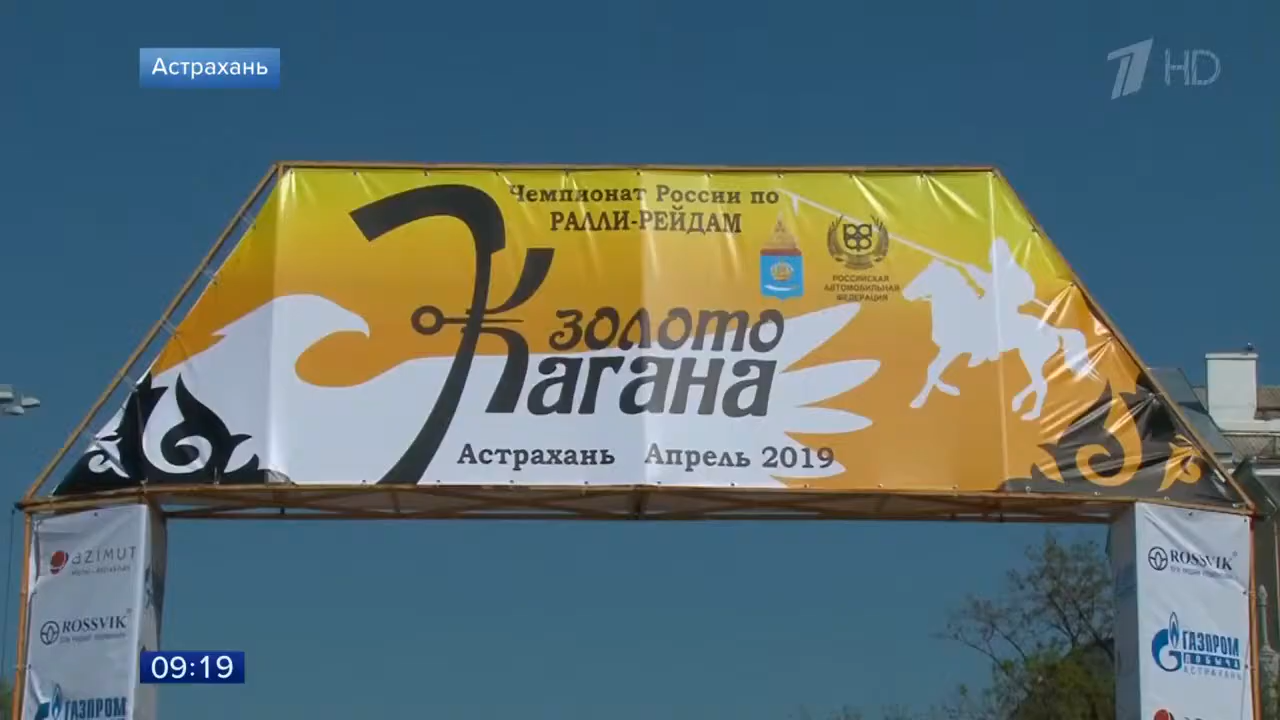 Астрахань
HD
Чемпионат России по
РАЛЛИ-РЕЙДАМ
РОССИЙСКАЯ
АВТОМОБИЛЬНАЯ
ФЕДЕРАЦИЯ
ЗОЛОТО
КАГАНА
Астрахань Апрель 2019
AZIMUT
ROSSVIK
ГАЗПРОМ
ROSSVIK
ГАЗПРОМ
ДОБЫЧА
АСТРАХАНЬ
09:19